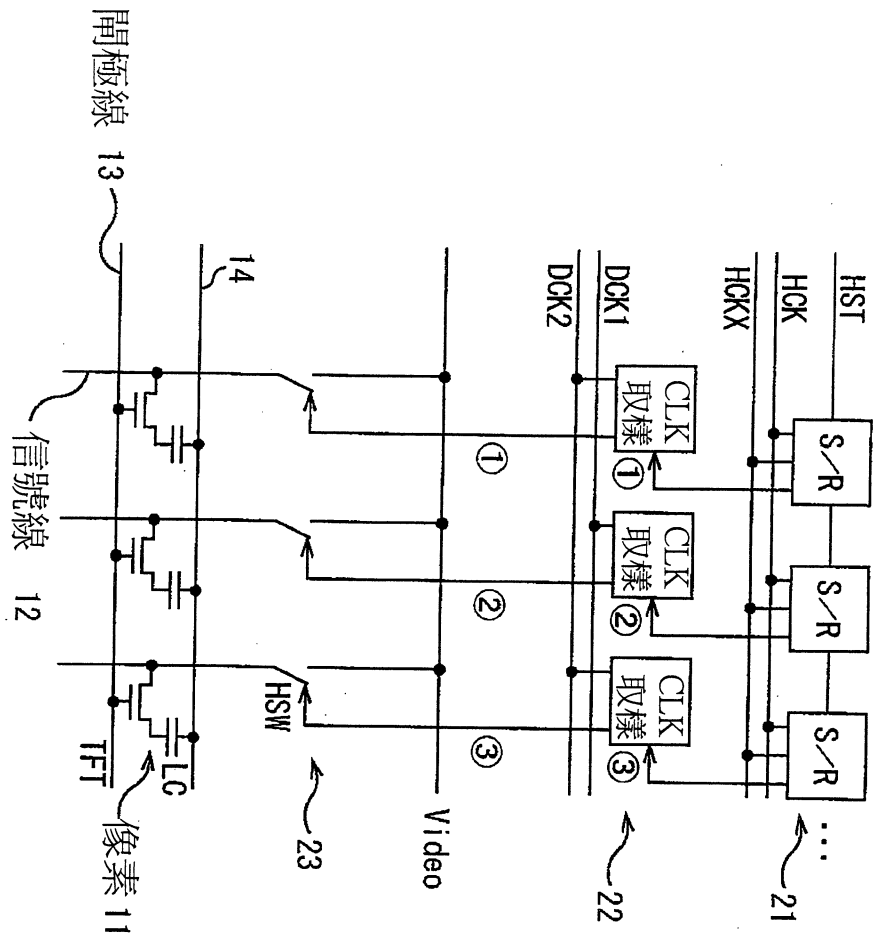 HST
HCK
HCKX
S/R
S/R
S/R
...
21
DCK1
DCK2
CLK
取樣
CLK
取樣
CLK
取樣
①
②
③
22
①
②
③
Video
HSW
23
14
LC
TFT
閘極線 13
信號線 12
像素 11